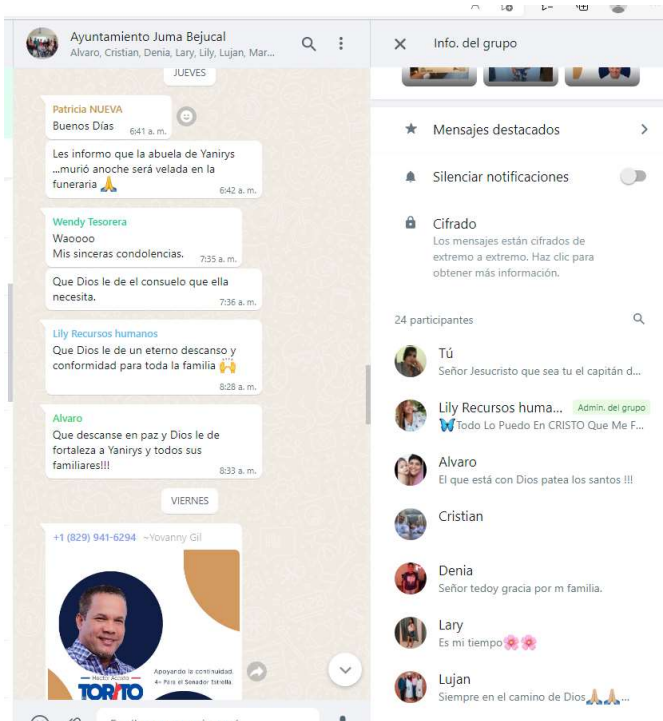 Ayuntamiento Juma Bejucal
Alvaro, Cristian, Denia, Lary, Lily, Lujan, Mar...
JUEVES
Patricia NUEVA
Buenos Días
6:41 a. m.
Les informo que la abuela de Yanirys
...murió anoche será velada en la
funeraria 🙏
6:42 a. m.
Wendy Tesorera
Waoooo
Mis sinceras condolencias.
7:35 a. m.
Que Dios le de el consuelo que ella
necesita.
7:36 a. m.
Lily Recursos humanos
Que Dios le de un eterno descanso y
conformidad para toda la familia 🙌
8:28 a. m.
Alvaro
Que descanse en paz y Dios le de
fortaleza a Yanirys y todos sus
familiares!!!
8:33 a. m.
VIERNES
+1 (829) 941-6294 ~Yovanny Gil
Apoyando la continuidad.
TORITO
Info. del grupo
Mensajes destacados
Silenciar notificaciones
Cifrado
Los mensajes están cifrados de
extremo a extremo. Haz clic para
obtener más información.
24 participantes
Tú
Señor Jesucristo que sea tu el capitán d...
Lily Recursos huma...
Admin. del grupo
🦋Todo Lo Puedo En CRISTO Que Me F...
Alvaro
El que está con Dios patea los santos !!!
Cristian
Denia
Señor tedoy gracia por m familia.
Lary
Es mi tiempo🌸🌸
Lujan
Siempre en el camino de Dios🙏🙏...